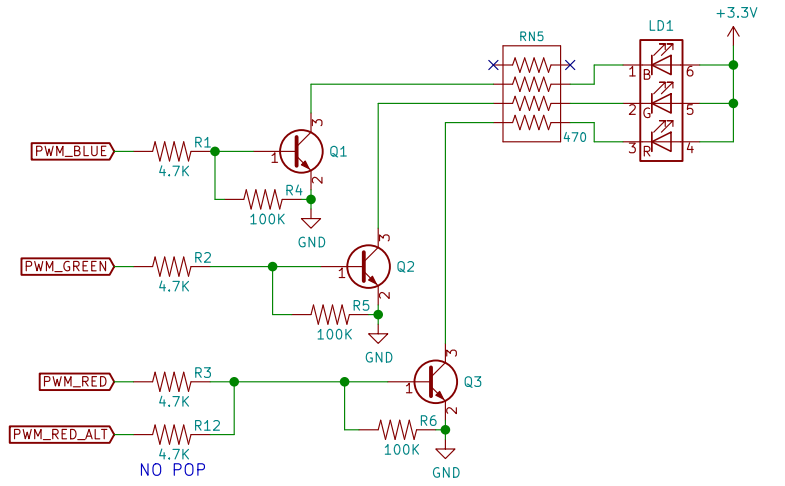 +3.3V
LD1
RN5
1 B 6
2 G 5
3 R 4
470
PWM_BLUE
R1
4.7K
3
1
Q1
2
R4
100K
GND
PWM_GREEN
R2
4.7K
3
1
Q2
2
R5
100K
GND
PWM_RED
R3
4.7K
3
1
Q3
2
R6
100K
GND
PWM_RED_ALT
R12
4.7K
NO POP